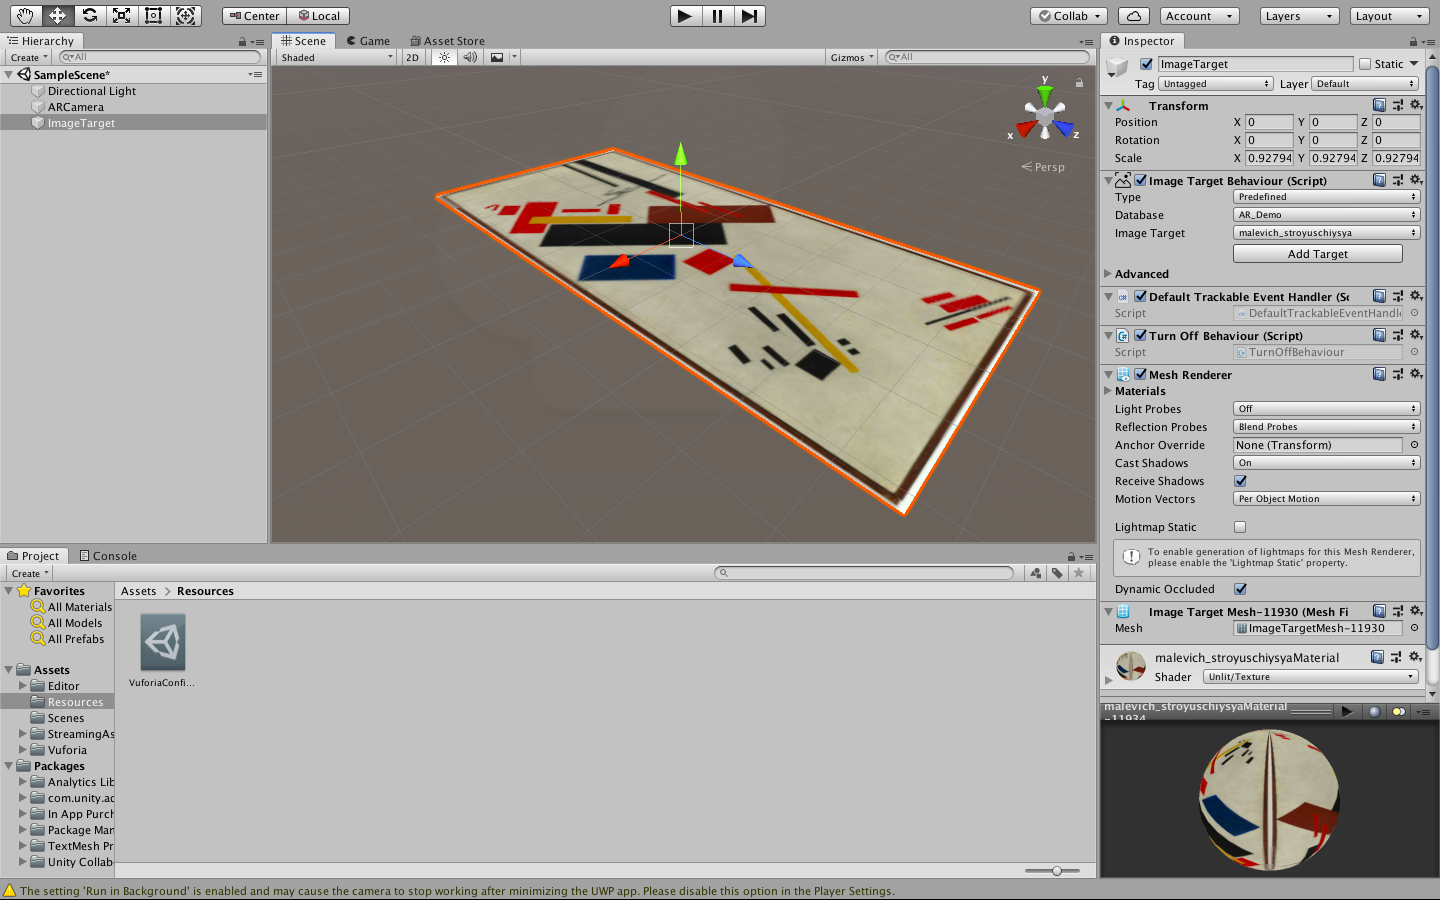 Center
Local
Collab
Account
Layers
Layout
Hierarchy
Create
All
SampleScene*
Directional Light
ARCamera
ImageTarget
Scene
Game
Asset Store
Shaded
2D
Gizmos
All
y
x
z
Persp
Inspector
ImageTarget
Static
Tag
Untagged
Layer
Default
Transform
Position X 0 Y 0 Z 0
Rotation X 0 Y 0 Z 0
Scale X 0.92794 Y 0.92794 Z 0.92794
Image Target Behaviour (Script)
Type Predefined
Database AR_Demo
Image Target malevich_stroyuschiysya
Add Target
Advanced
Default Trackable Event Handler (Sc
Script DefaultTrackableEventHandle
Turn Off Behaviour (Script)
Script TurnOffBehaviour
Mesh Renderer
Materials
Light Probes Off
Reflection Probes Blend Probes
Anchor Override None (Transform)
Cast Shadows On
Receive Shadows
Motion Vectors Per Object Motion
Lightmap Static
To enable generation of lightmaps for this Mesh Renderer,
please enable the 'Lightmap Static' property.
Dynamic Occluded
Image Target Mesh-11930 (Mesh Fi
Mesh ImageTargetMesh-11930
malevich_stroyuschiysyaMaterial
Shader Unlit/Texture
malevich_stroyuschiysyaMaterial
-11934
Project
Console
Create
Favorites
All Materials
All Models
All Prefabs
Assets
Editor
Resources
Scenes
StreamingAs
Vuforia
Packages
Analytics Lib
com.unity.ad
In App Purch
Package Man
TextMesh Pr
Unity Collab
Assets > Resources
VuforiaConfi...
The setting 'Run in Background' is enabled and may cause the camera to stop working after minimizing the UWP app. Please disable this option in the Player Settings.